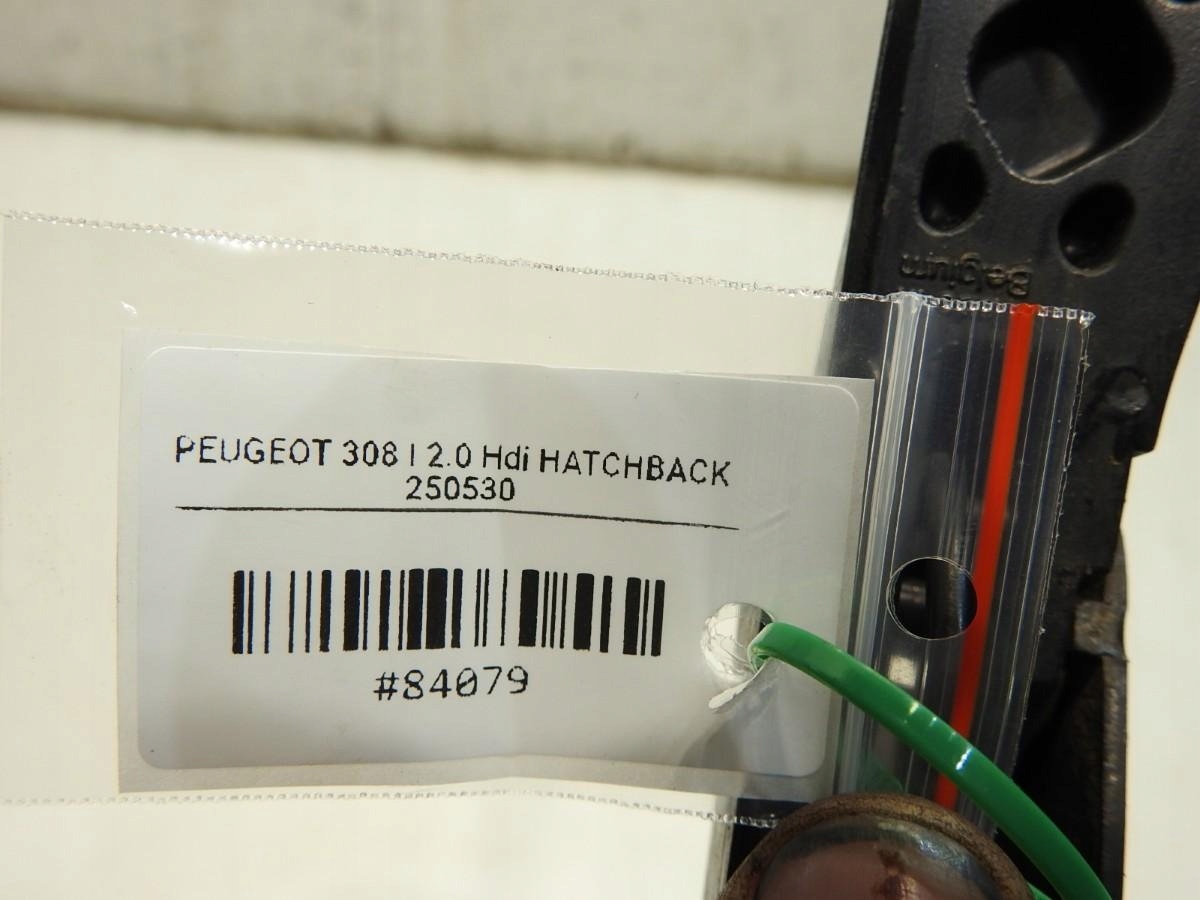 Belgium
PEUGEOT 308 I 2.0 Hdi HATCHBACK
250530
#84079